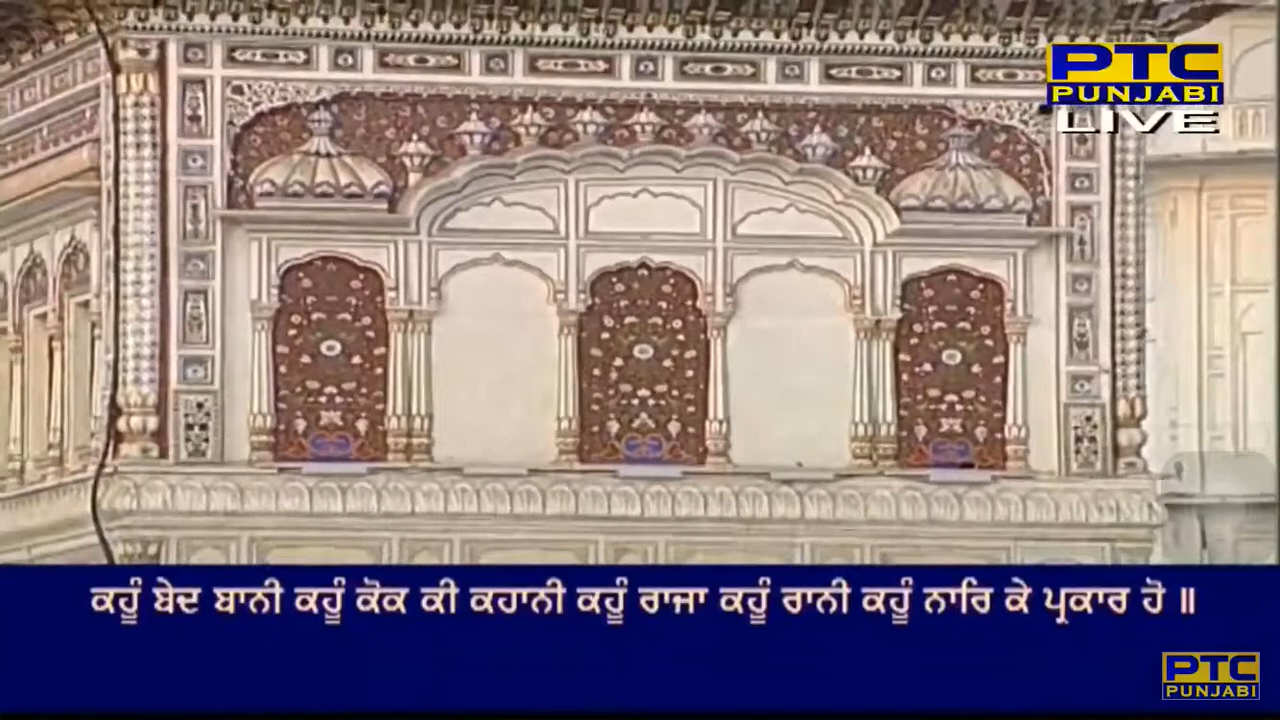 PTC
PUNJABI
LIVE
ਕਹੂੰ ਬੇਦ ਬਾਨੀ ਕਹੂੰ ਕੋਕ ਕੀ ਕਹਾਨੀ ਕਹੂੰ ਰਾਜਾ ਕਹੂੰ ਰਾਨੀ ਕਹੂੰ ਨਾਰਿ ਕੇ ਪ੍ਰਕਾਰ ਹੋ ॥
PTC
PUNJABI